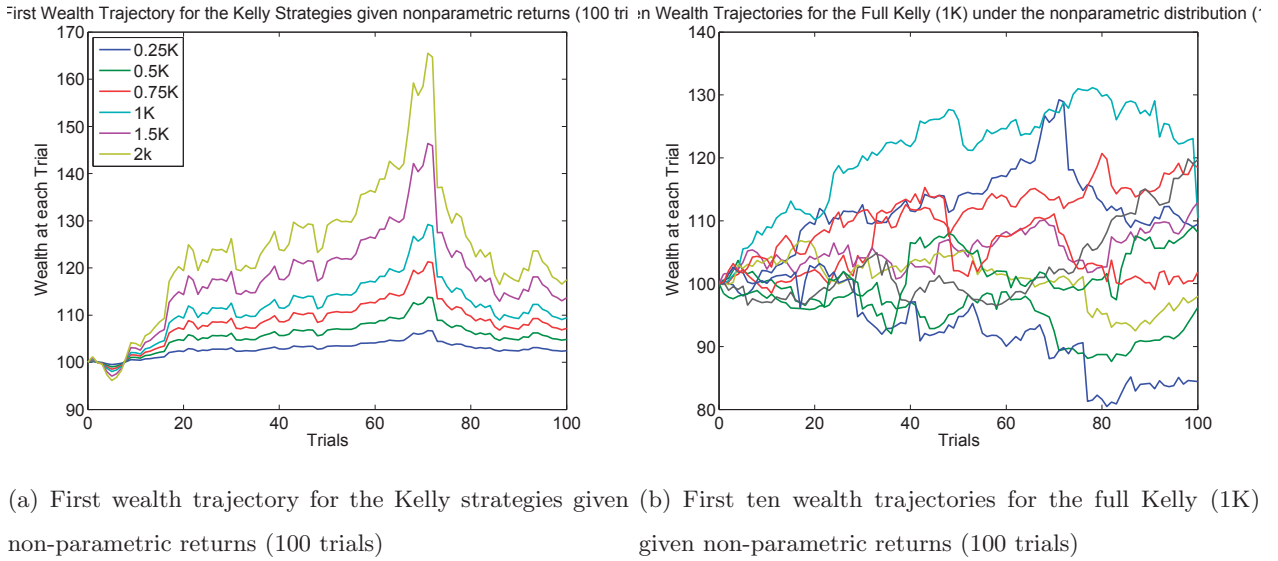 First Wealth Trajectory for the Kelly Strategies given nonparametric returns (100 tri
170
160
150
140
130
120
110
100
90
0 20 40 60 80 100
Wealth at each Trial
Trials
0.25K
0.5K
0.75K
1K
1.5K
2k
en Wealth Trajectories for the Full Kelly (1K) under the nonparametric distribution (1
140
130
120
110
100
90
80
0 20 40 60 80 100
Wealth at each Trial
Trials
(a) First wealth trajectory for the Kelly strategies given
non-parametric returns (100 trials)
(b) First ten wealth trajectories for the full Kelly (1K)
given non-parametric returns (100 trials)